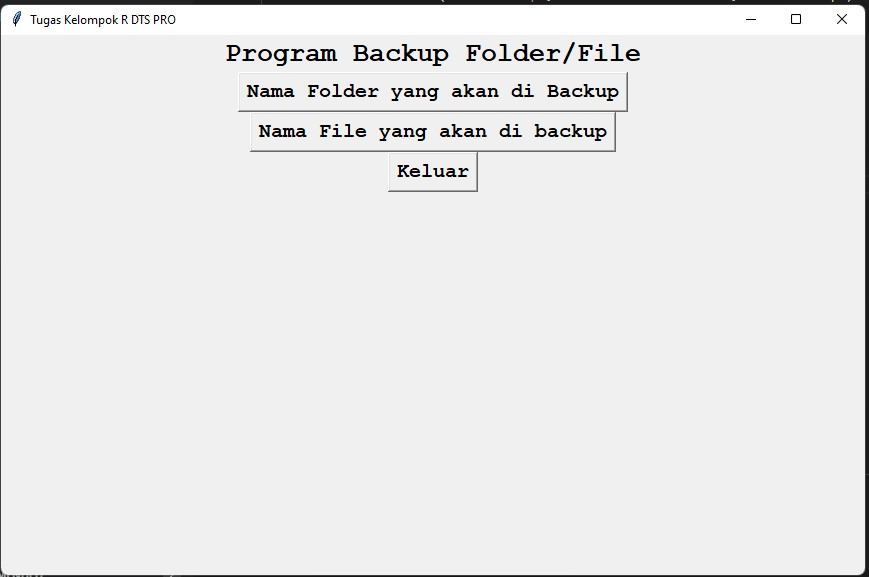 Tugas Kelompok R DTS PRO
Program Backup Folder/File
Nama Folder yang akan di Backup
Nama File yang akan di backup
Keluar